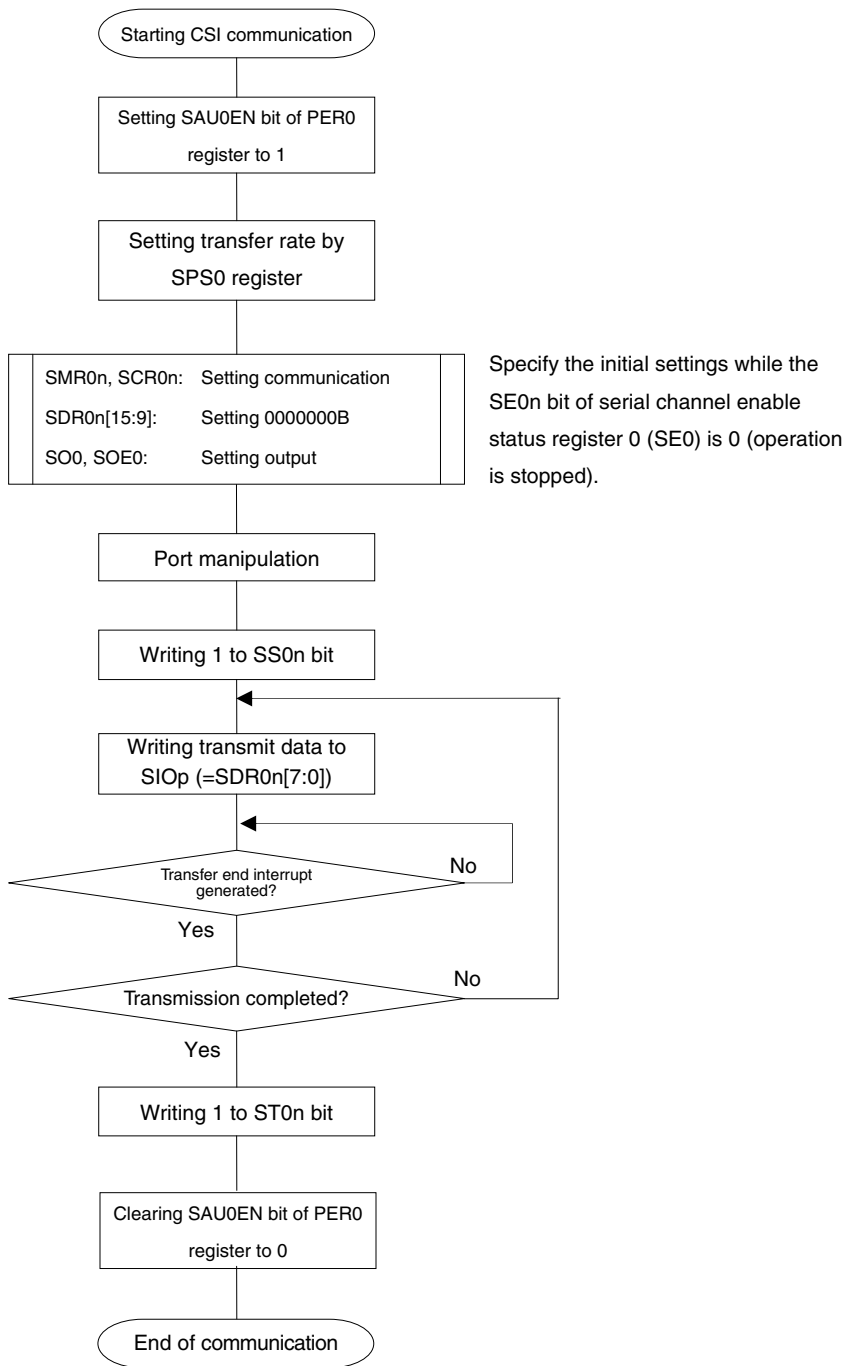 Starting CSI communication
Setting SAU0EN bit of PER0
register to 1
Setting transfer rate by
SPS0 register
SMR0n, SCR0n: Setting communication
SDR0n[15:9]: Setting 0000000B
SO0, SOE0: Setting output
Specify the initial settings while the
SE0n bit of serial channel enable
status register 0 (SE0) is 0 (operation
is stopped).
Port manipulation
Writing 1 to SS0n bit
Writing transmit data to
SIOp (=SDR0n[7:0])
Transfer end interrupt
generated?
No
Yes
Transmission completed?
No
Yes
Writing 1 to ST0n bit
Clearing SAU0EN bit of PER0
register to 0
End of communication